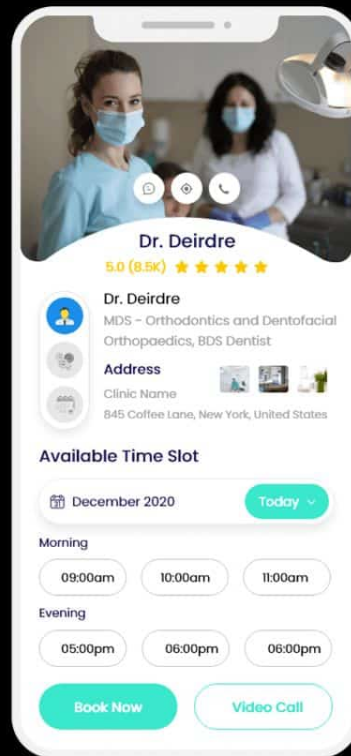 Dr. Deirdre
5.0 (8.5K)
Dr. Deirdre
MDS - Orthodontics and Dentofacial
Orthopaedics, BDS Dentist
Address
Clinic Name
845 Coffee Lane, New York, United States
Available Time Slot
December 2020
Today
Morning
09:00am 10:00am 11:00am
Evening
05:00pm 06:00pm 06:00pm
Book Now Video Call